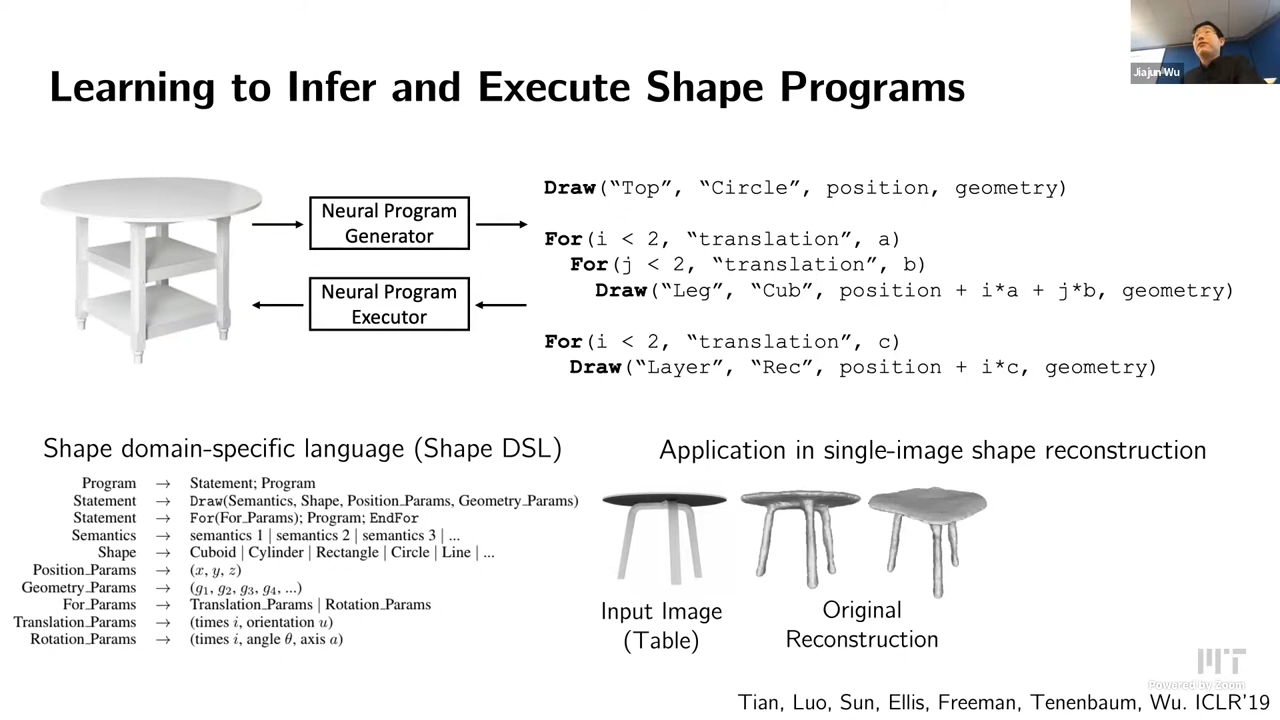 Jiajun Wu
Learning to Infer and Execute Shape Programs
Neural Program
Generator
Neural Program
Executor
Draw(“Top”, “Circle”, position, geometry)
For(i < 2, “translation”, a)
For(j < 2, “translation”, b)
Draw(“Leg”, “Cub”, position + i*a + j*b, geometry)
For(i < 2, “translation”, c)
Draw(“Layer”, “Rec”, position + i*c, geometry)
Shape domain-specific language (Shape DSL)
Program → Statement; Program
Statement → Draw(Semantics, Shape, Position_Params, Geometry_Params)
Statement → For(For_Params); Program; EndFor
Semantics → semantics 1 | semantics 2 | semantics 3 | ...
Shape → Cuboid | Cylinder | Rectangle | Circle | Line | ...
Position_Params → (x, y, z)
Geometry_Params → (g1, g2, g3, g4, ...)
For_Params → Translation_Params | Rotation_Params
Translation_Params → (times i, orientation u)
Rotation_Params → (times i, angle θ, axis a)
Application in single-image shape reconstruction
Input Image
(Table)
Original
Reconstruction
MIT
Powered by Zoom
Tian, Luo, Sun, Ellis, Freeman, Tenenbaum, Wu. ICLR’19